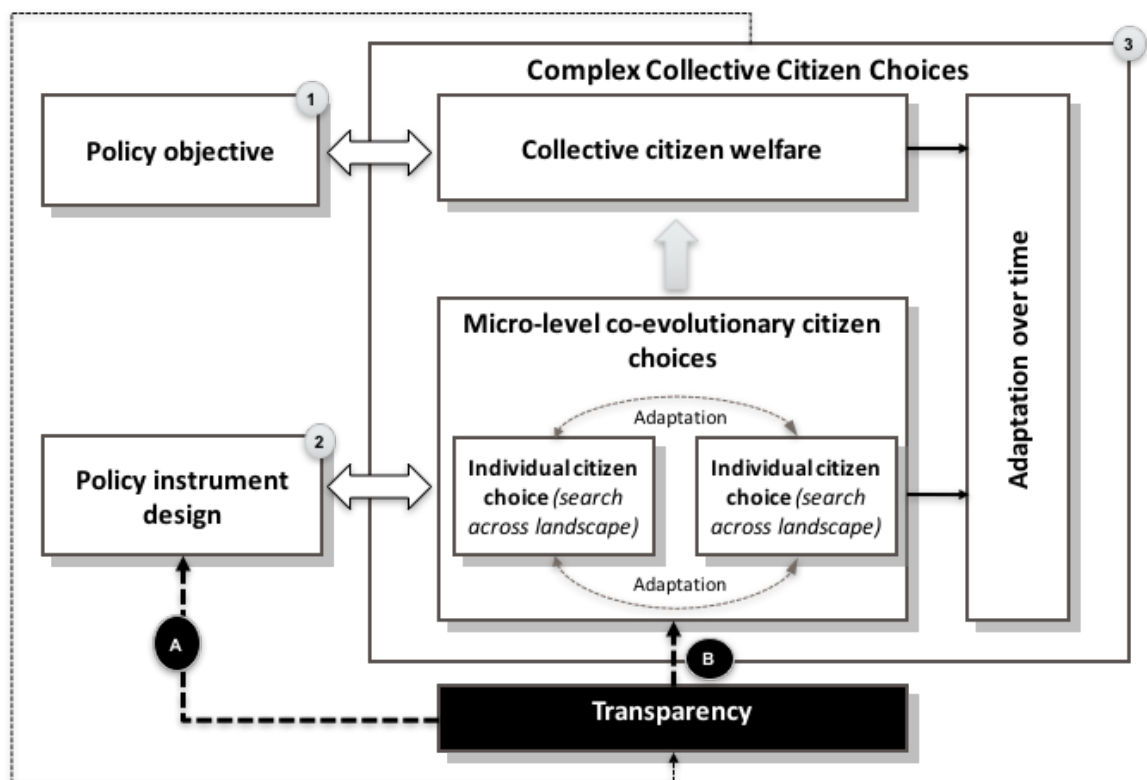 3
Complex Collective Citizen Choices
1
Policy objective
Collective citizen welfare
Adaptation over time
Micro-level co-evolutionary citizen
choices
Adaptation
2
Policy instrument
design
Individual citizen
choice (search
across landscape)
Individual citizen
choice (search
across landscape)
Adaptation
A
B
Transparency